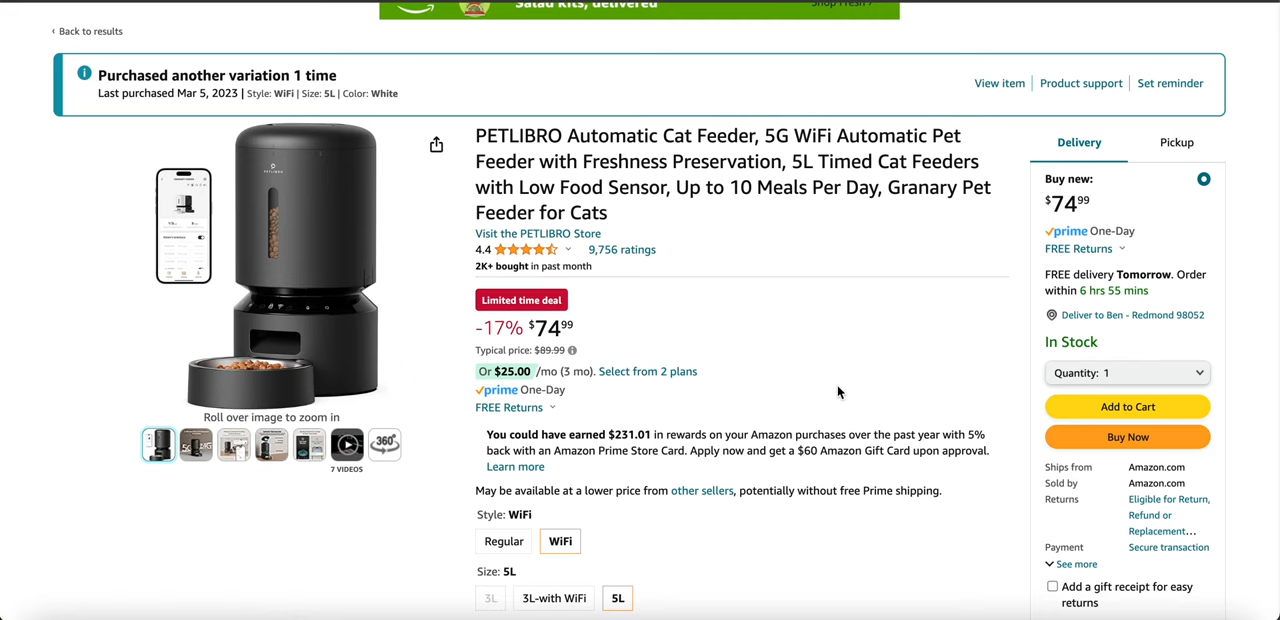 Salad kits, delivered
Shop Fresh
‹ Back to results
Purchased another variation 1 time
Last purchased Mar 5, 2023 | Style: WiFi | Size: 5L | Color: White
View item
Product support
Set reminder
PETLIBRO Automatic Cat Feeder, 5G WiFi Automatic Pet
Feeder with Freshness Preservation, 5L Timed Cat Feeders
with Low Food Sensor, Up to 10 Meals Per Day, Granary Pet
Feeder for Cats
Visit the PETLIBRO Store
4.4
9,756 ratings
2K+ bought in past month
Limited time deal
-17% $74 99
Typical price: $89.99
Or $25.00 /mo (3 mo). Select from 2 plans
prime One-Day
FREE Returns
You could have earned $231.01 in rewards on your Amazon purchases over the past year with 5%
back with an Amazon Prime Store Card. Apply now and get a $60 Amazon Gift Card upon approval.
Learn more
May be available at a lower price from other sellers, potentially without free Prime shipping.
Style: WiFi
Regular
WiFi
Size: 5L
3L
3L-with WiFi
5L
PETLIBRO
Roll over image to zoom in
5G
360°
7 VIDEOS
Delivery
Pickup
Buy new:
$74 99
prime One-Day
FREE Returns
FREE delivery Tomorrow. Order
within 6 hrs 55 mins
Deliver to Ben - Redmond 98052
In Stock
Quantity: 1
Add to Cart
Buy Now
Ships from Amazon.com
Sold by Amazon.com
Returns Eligible for Return,
Refund or
Replacement...
Payment Secure transaction
See more
Add a gift receipt for easy
returns